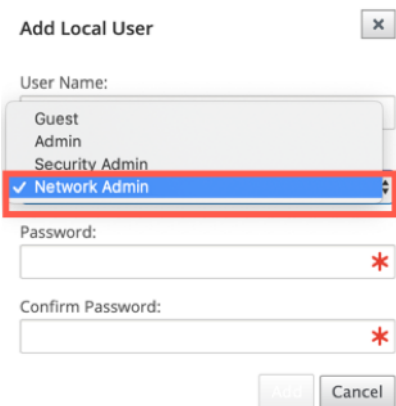 Add Local User
User Name:
Guest
Admin
Security Admin
✓ Network Admin
Password:
*
Confirm Password:
*
Add
Cancel